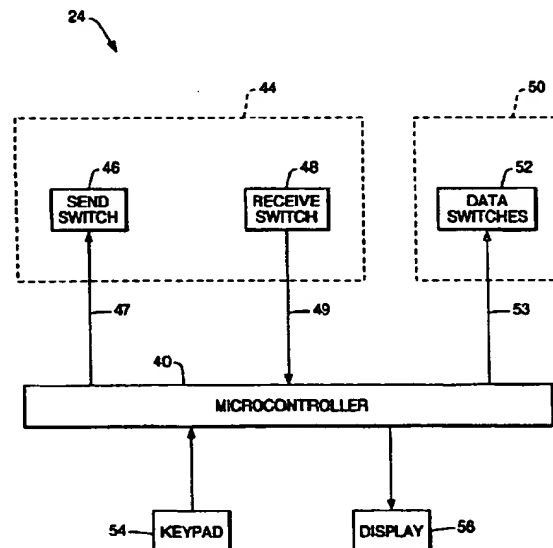 24
44
50
46
48
52
SEND
SWITCH
RECEIVE
SWITCH
DATA
SWITCHES
47
49
53
40
MICROCONTROLLER
54
KEYPAD
DISPLAY
56